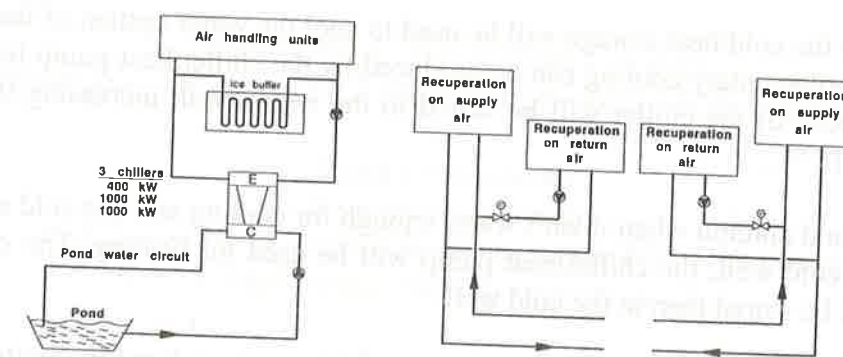 Air handling units
ice buffer
3 chillers
400 kW
1000 kW
1000 kW
E
C
Pond water circuit
Pond
Recuperation
on supply
air
Recuperation
on return
air
Recuperation
on return
air
Recuperation
on supply
air